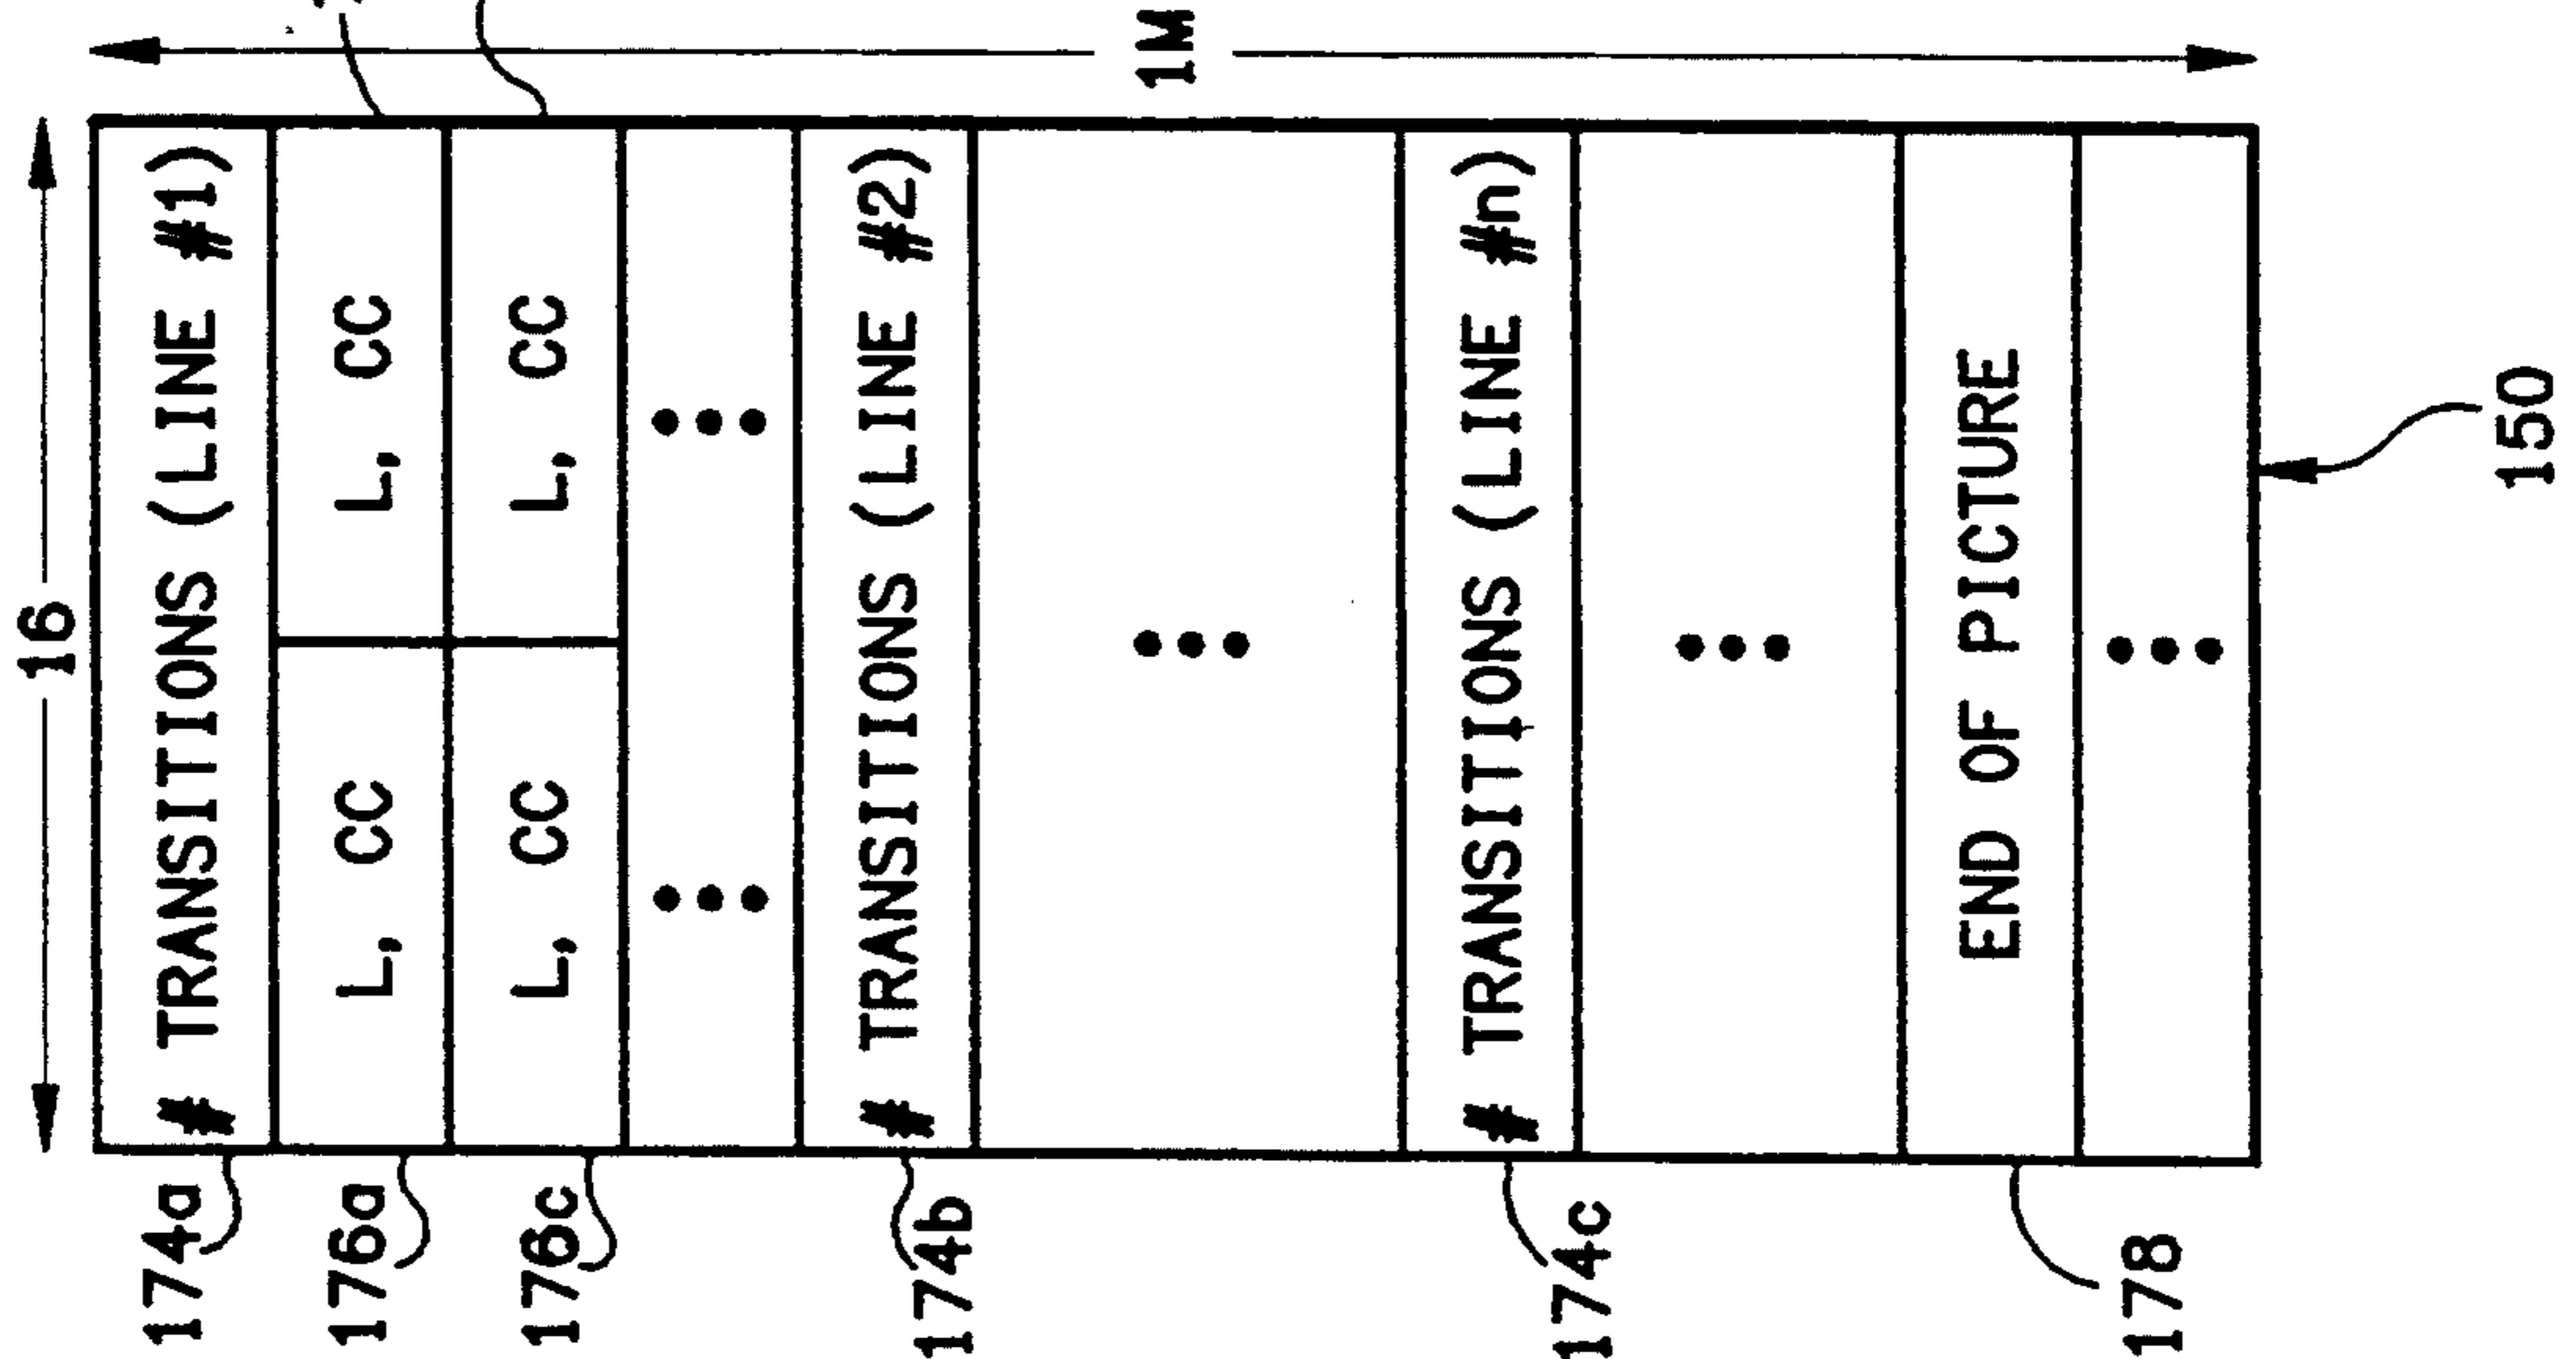 16
1M
174a
# TRANSITIONS (LINE #1)
176a
L, CC
L, CC
176c
L, CC
L, CC
174b
# TRANSITIONS (LINE #2)
174c
# TRANSITIONS (LINE #n)
178
END OF PICTURE
150